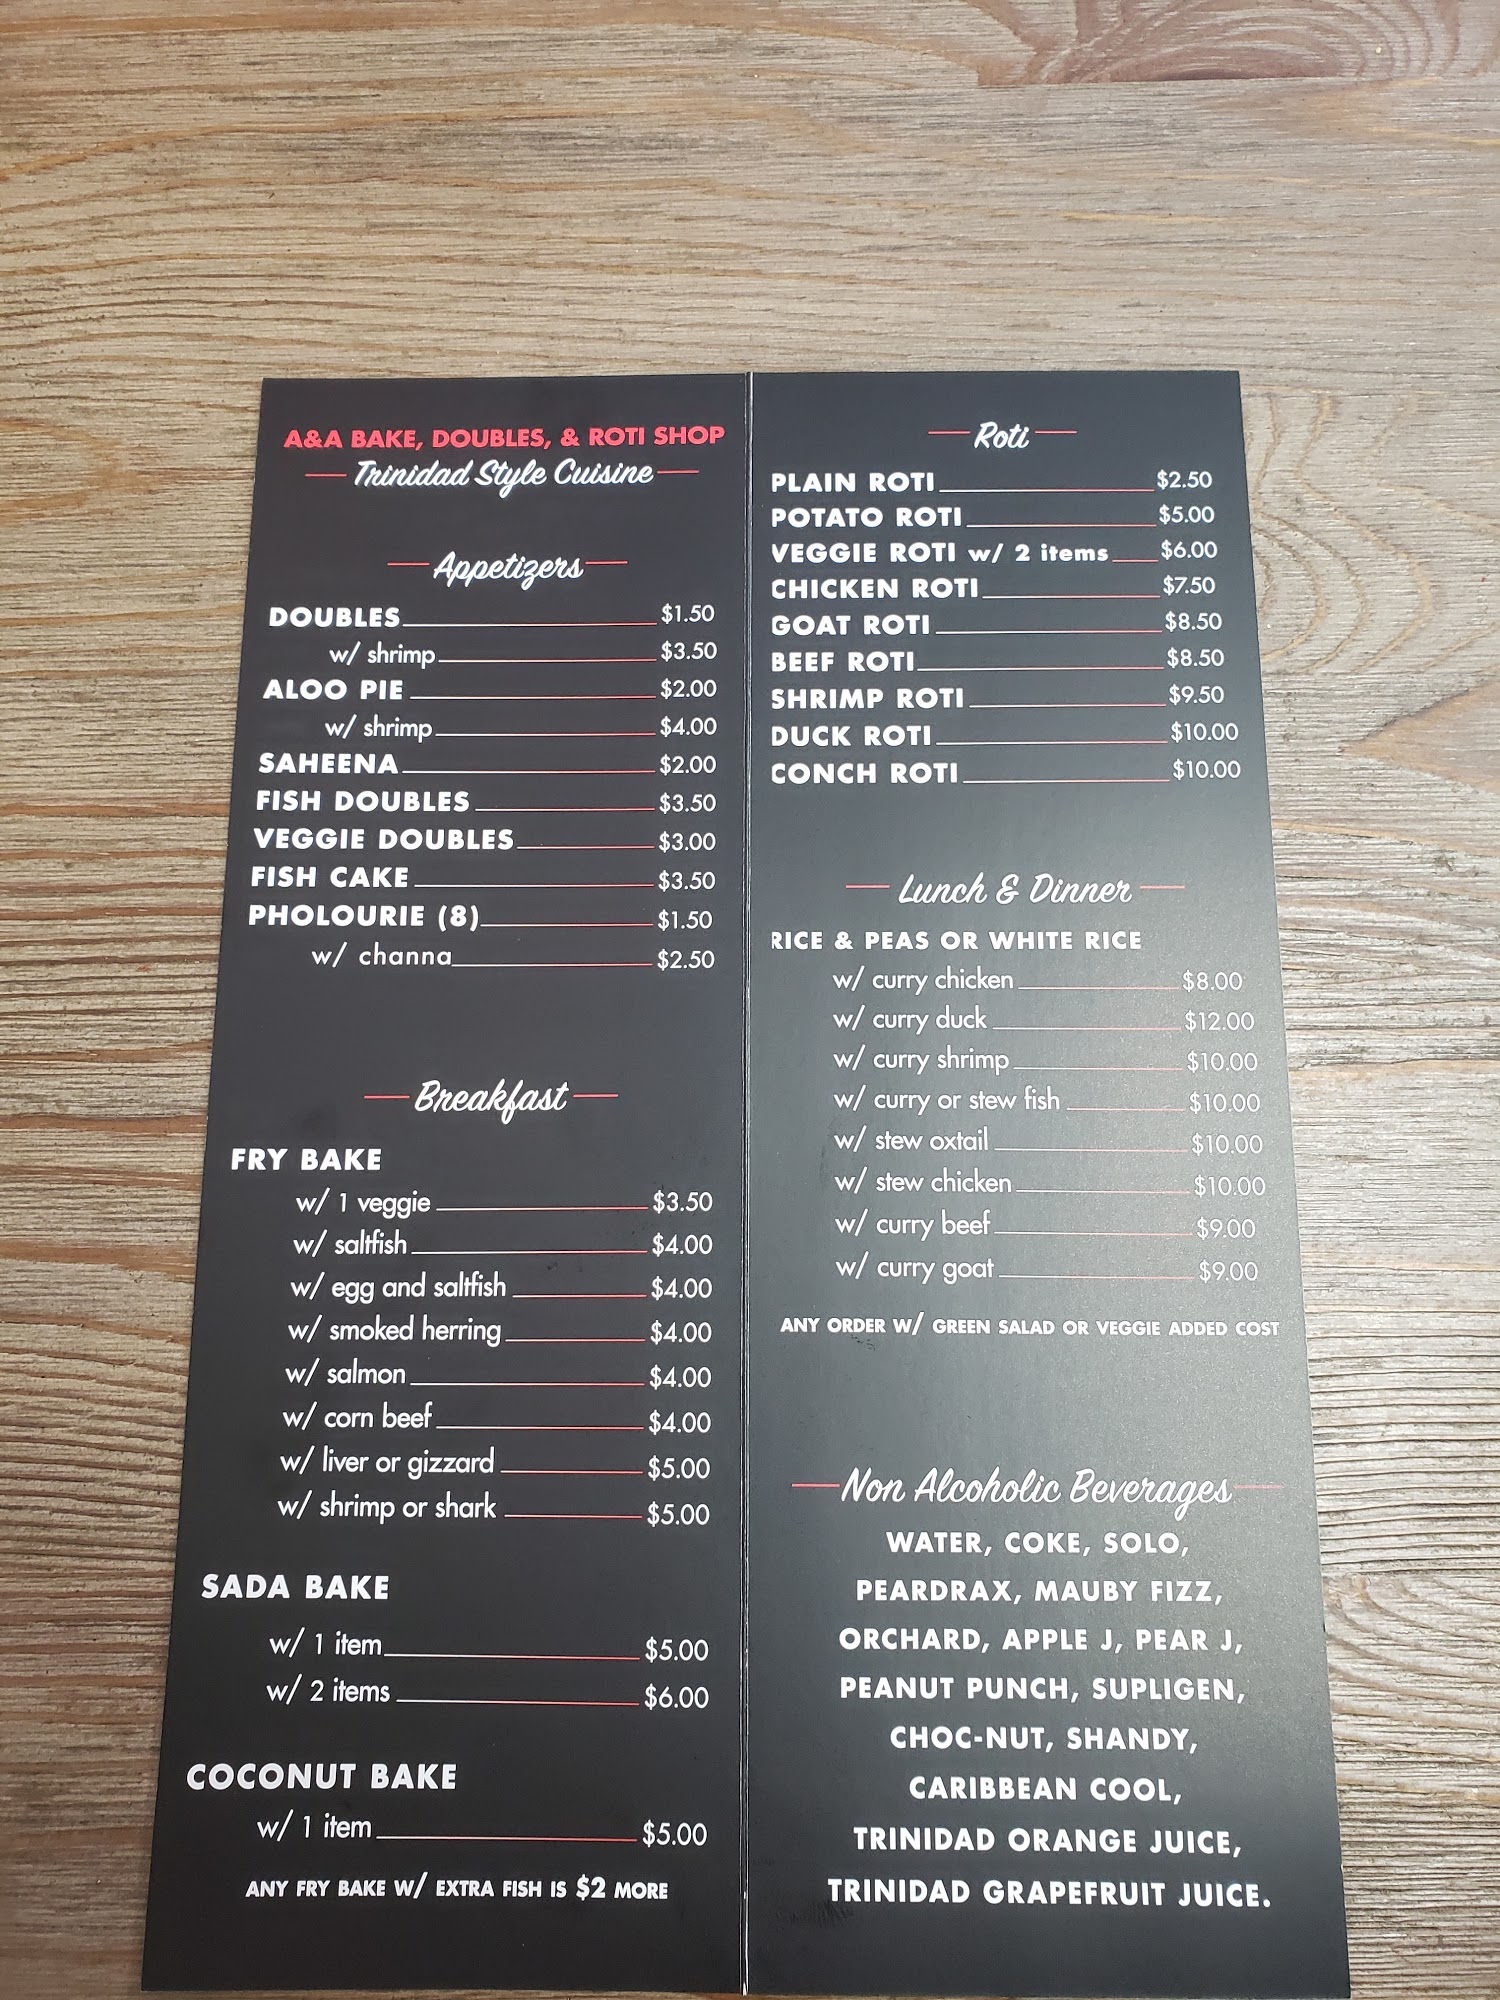 A&A BAKE, DOUBLES, & ROTI SHOP
Trinidad Style Cuisine
Appetizers
DOUBLES $1.50
w/ shrimp $3.50
ALOO PIE $2.00
w/ shrimp $4.00
SAHEENA $2.00
FISH DOUBLES $3.50
VEGGIE DOUBLES $3.00
FISH CAKE $3.50
PHOLOURIE (8) $1.50
w/ channa $2.50
Breakfast
FRY BAKE
w/ 1 veggie $3.50
w/ saltfish $4.00
w/ egg and saltfish $4.00
w/ smoked herring $4.00
w/ salmon $4.00
w/ corn beef $4.00
w/ liver or gizzard $5.00
w/ shrimp or shark $5.00
SADA BAKE
w/ 1 item $5.00
w/ 2 items $6.00
COCONUT BAKE
w/ 1 item $5.00
ANY FRY BAKE W/ EXTRA FISH IS $2 MORE
Roti
PLAIN ROTI $2.50
POTATO ROTI $5.00
VEGGIE ROTI w/ 2 items $6.00
CHICKEN ROTI $7.50
GOAT ROTI $8.50
BEEF ROTI $8.50
SHRIMP ROTI $9.50
DUCK ROTI $10.00
CONCH ROTI $10.00
Lunch & Dinner
RICE & PEAS OR WHITE RICE
w/ curry chicken $8.00
w/ curry duck $12.00
w/ curry shrimp $10.00
w/ curry or stew fish $10.00
w/ stew oxtail $10.00
w/ stew chicken $10.00
w/ curry beef $9.00
w/ curry goat $9.00
ANY ORDER W/ GREEN SALAD OR VEGGIE ADDED COST
Non Alcoholic Beverages
WATER, COKE, SOLO,
PEARDRAX, MAUBY FIZZ,
ORCHARD, APPLE J, PEAR J,
PEANUT PUNCH, SUPLIGEN,
CHOC-NUT, SHANDY,
CARIBBEAN COOL,
TRINIDAD ORANGE JUICE,
TRINIDAD GRAPEFRUIT JUICE.